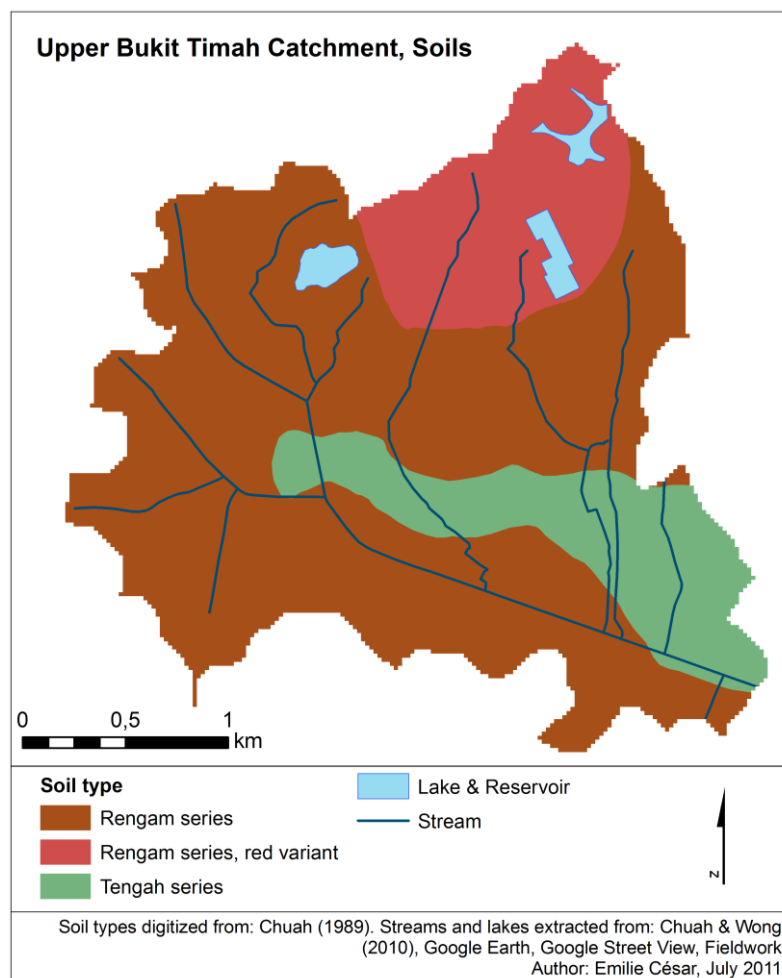 Upper Bukit Timah Catchment, Soils
0 0,5 1
km
Soil type
Rengam series
Rengam series, red variant
Tengah series
Lake & Reservoir
Stream
N
Soil types digitized from: Chuah (1989). Streams and lakes extracted from: Chuah & Wong
(2010), Google Earth, Google Street View, Fieldwork
Author: Emilie César, July 2011